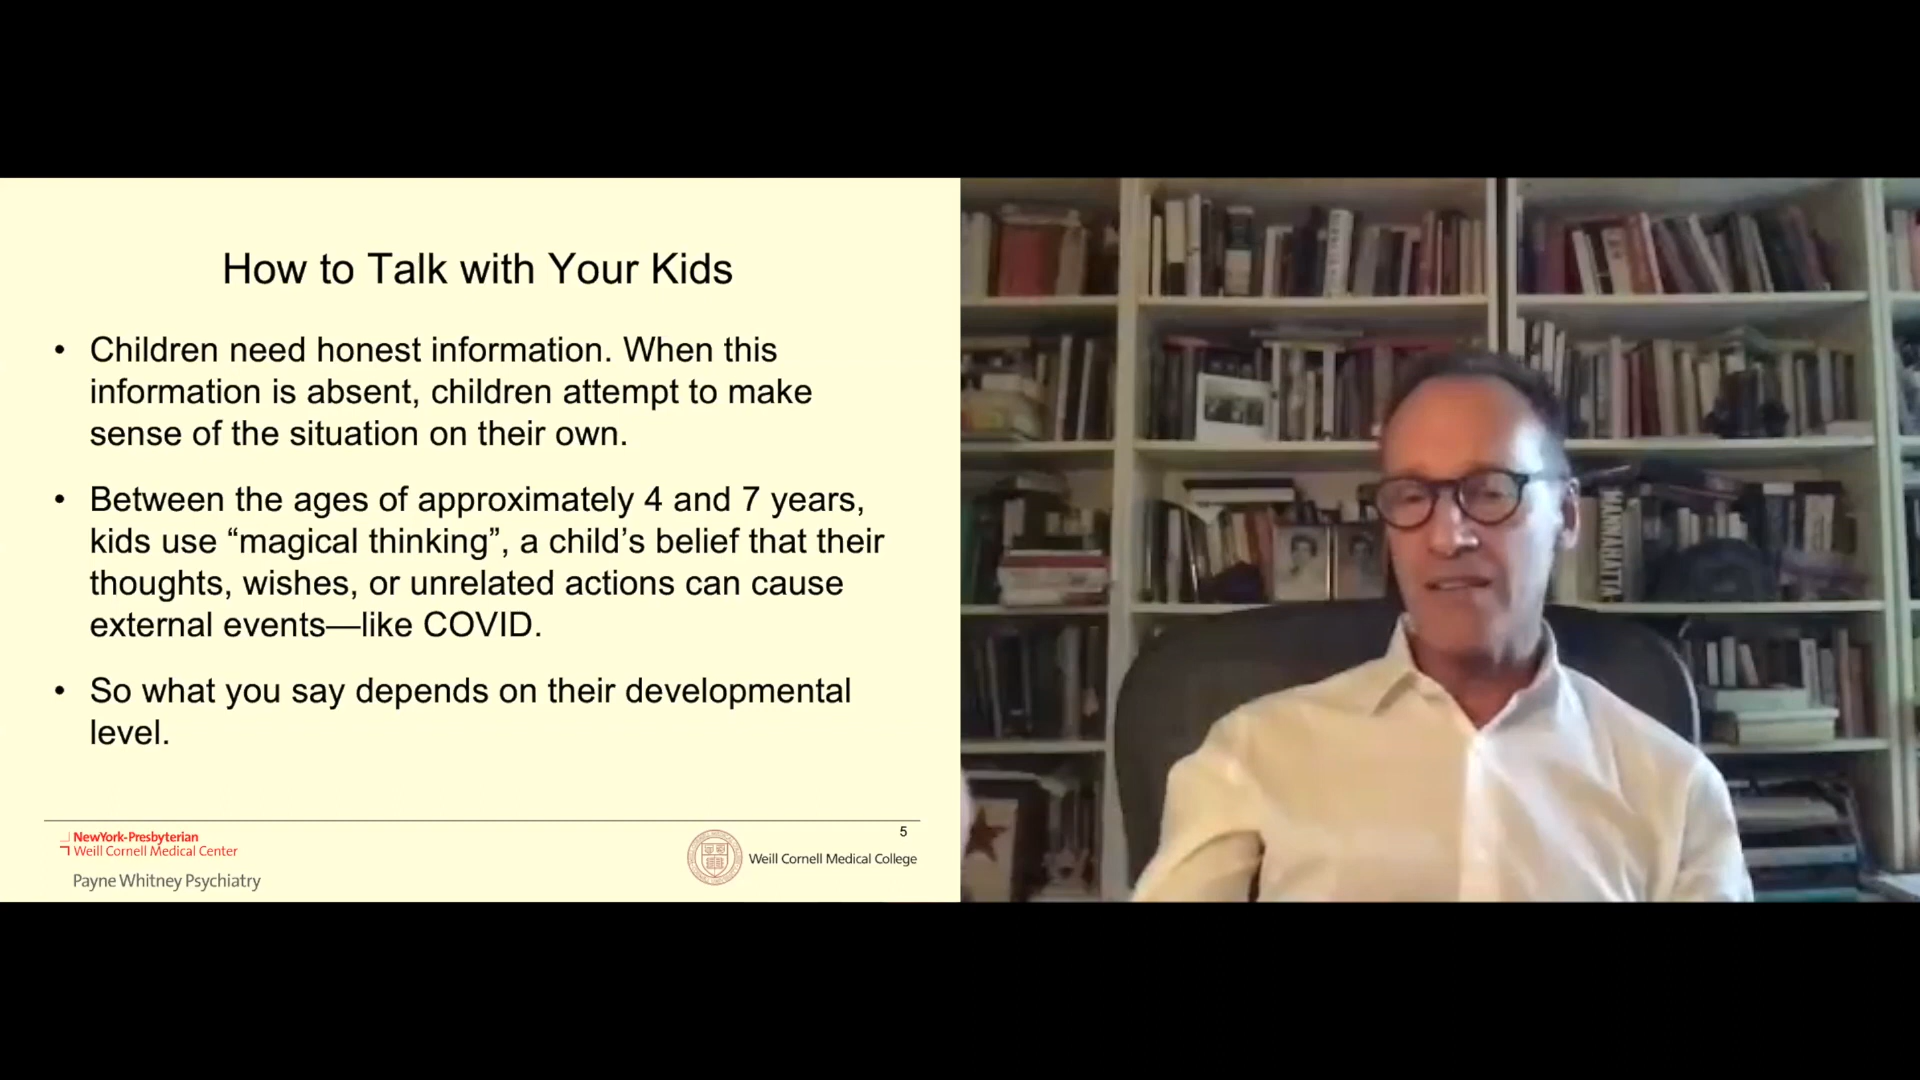 How to Talk with Your Kids
• Children need honest information. When this
information is absent, children attempt to make
sense of the situation on their own.
• Between the ages of approximately 4 and 7 years,
kids use “magical thinking”, a child’s belief that their
thoughts, wishes, or unrelated actions can cause
external events—like COVID.
• So what you say depends on their developmental
level.
5
NewYork-Presbyterian
Weill Cornell Medical Center
Payne Whitney Psychiatry
Weill Cornell Medical College
MANNAHATTA